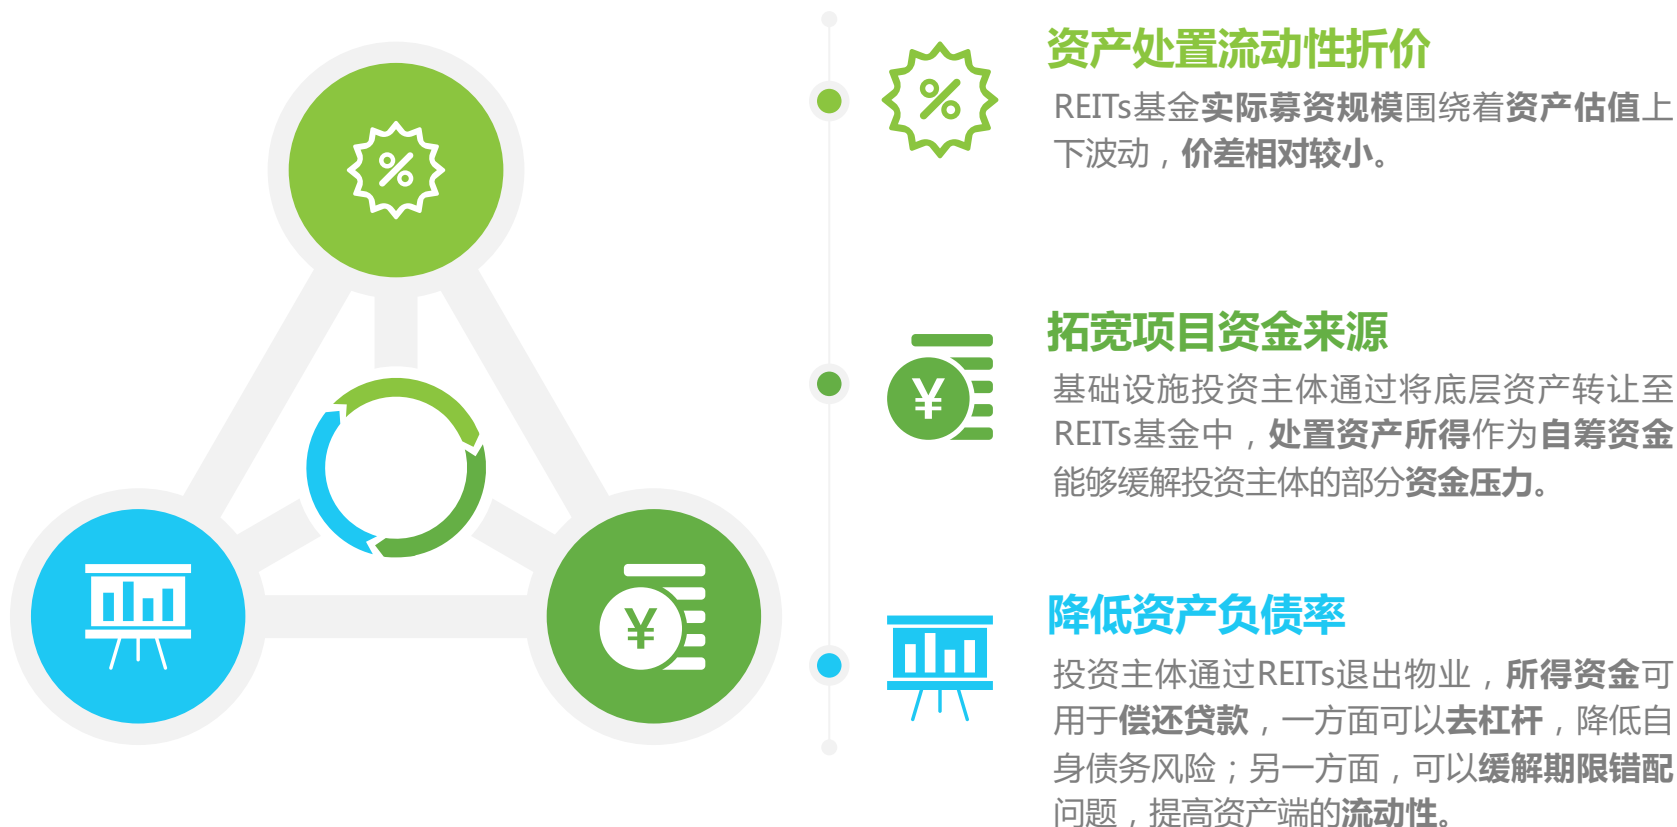 资产处置流动性折价
REITs基金实际募资规模围绕着资产估值上
下波动，价差相对较小。
拓宽项目资金来源
基础设施投资主体通过将底层资产转让至
REITs基金中，处置资产所得作为自筹资金
能够缓解投资主体的部分资金压力。
降低资产负债率
投资主体通过REITs退出物业，所得资金可
用于偿还贷款，一方面可以去杠杆，降低自
身债务风险；另一方面，可以缓解期限错配
问题，提高资产端的流动性。